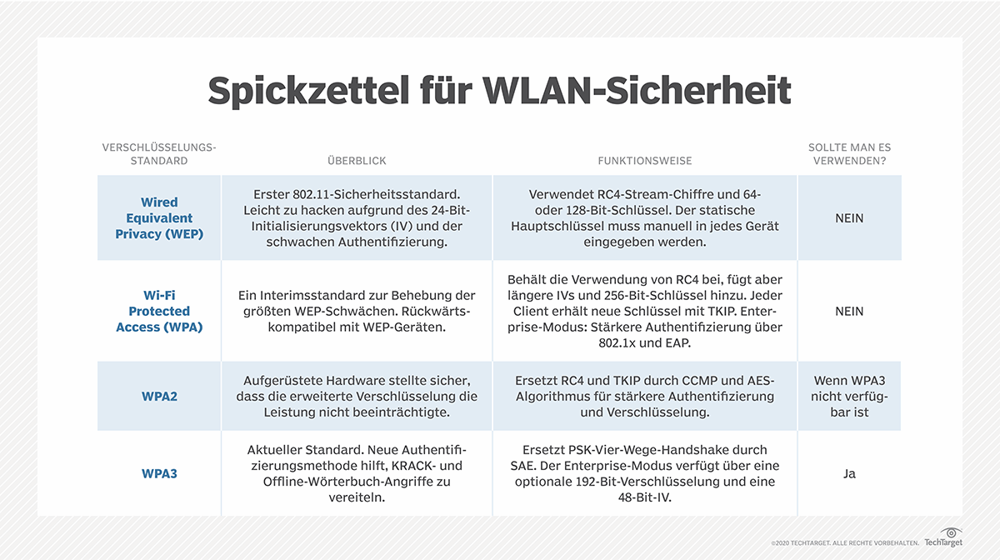 Spickzettel für WLAN-Sicherheit
VERSCHLÜSSELUNGS-
STANDARD
ÜBERBLICK
FUNKTIONSWEISE
SOLLTE MAN ES
VERWENDEN?
Wired
Equivalent
Privacy (WEP)
Erster 802.11-Sicherheitsstandard.
Leicht zu hacken aufgrund des 24-Bit-
Initialisierungsvektors (IV) und der
schwachen Authentifizierung.
Verwendet RC4-Stream-Chiffre und 64-
oder 128-Bit-Schlüssel. Der statische
Hauptschlüssel muss manuell in jedes Gerät
eingegeben werden.
NEIN
Wi-Fi
Protected
Access (WPA)
Ein Interimsstandard zur Behebung der
größten WEP-Schwächen. Rückwärts-
kompatibel mit WEP-Geräten.
Behält die Verwendung von RC4 bei, fügt aber
längere IVs und 256-Bit-Schlüssel hinzu. Jeder
Client erhält neue Schlüssel mit TKIP. Enter-
prise-Modus: Stärkere Authentifizierung über
802.1x und EAP.
NEIN
WPA2
Aufgerüstete Hardware stellte sicher,
dass die erweiterte Verschlüsselung die
Leistung nicht beeinträchtigte.
Ersetzt RC4 und TKIP durch CCMP und AES-
Algorithmus für stärkere Authentifizierung
und Verschlüsselung.
Wenn WPA3
nicht verfüg-
bar ist
WPA3
Aktueller Standard. Neue Authentifi-
zierungsmethode hilft, KRACK- und
Offline-Wörterbuch-Angriffe zu
vereiteln.
Ersetzt PSK-Vier-Wege-Handshake durch
SAE. Der Enterprise-Modus verfügt über eine
optionale 192-Bit-Verschlüsselung und eine
48-Bit-IV.
Ja
©2020 TECHTARGET. ALLE RECHTE VORBEHALTEN.
TechTarget